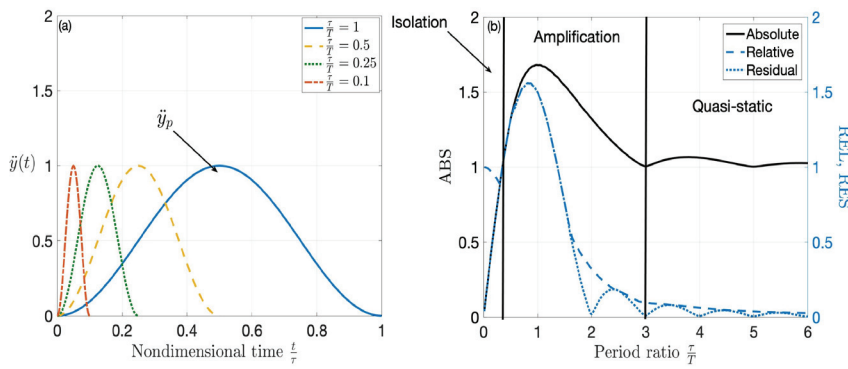 (a)
τ/T = 1
τ/T = 0.5
τ/T = 0.25
τ/T = 0.1
ÿ_p
ÿ(t)
2
1.5
1
0.5
0
0 0.2 0.4 0.6 0.8 1
Nondimensional time t/τ
Isolation
(b)
Amplification
Quasi-static
Absolute
Relative
Residual
ABS
2
1.5
1
0.5
0
0 1 2 3 4 5 6
Period ratio τ/T
2
1.5
1
0.5
0
REL, RES